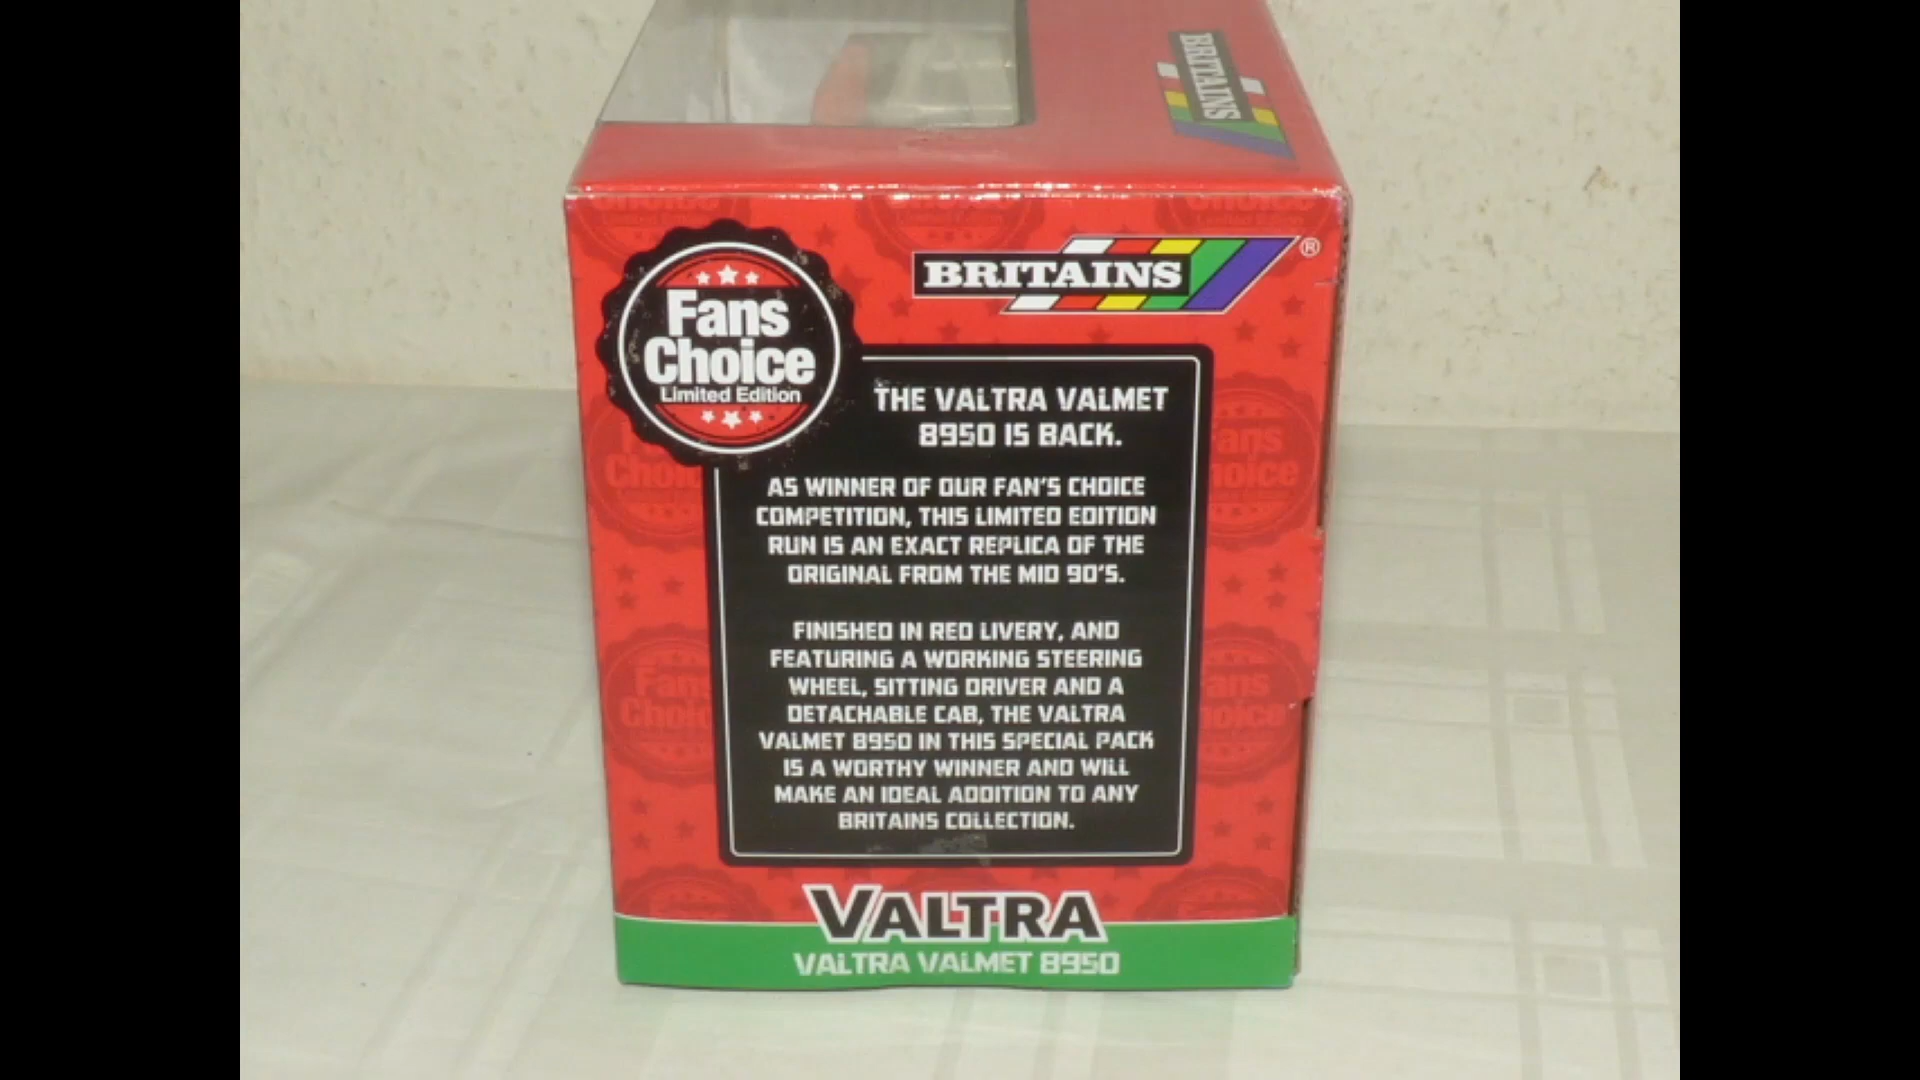 BRITAINS
BRITAINS®
Fans
Choice
Limited Edition
THE VALTRA VALMET
8950 IS BACK.
AS WINNER OF OUR FAN'S CHOICE
COMPETITION, THIS LIMITED EDITION
RUN IS AN EXACT REPLICA OF THE
ORIGINAL FROM THE MID 90'S.
FINISHED IN RED LIVERY, AND
FEATURING A WORKING STEERING
WHEEL, SITTING DRIVER AND A
DETACHABLE CAB, THE VALTRA
VALMET 8950 IN THIS SPECIAL PACK
IS A WORTHY WINNER AND WILL
MAKE AN IDEAL ADDITION TO ANY
BRITAINS COLLECTION.
VALTRA
VALTRA VALMET 8950